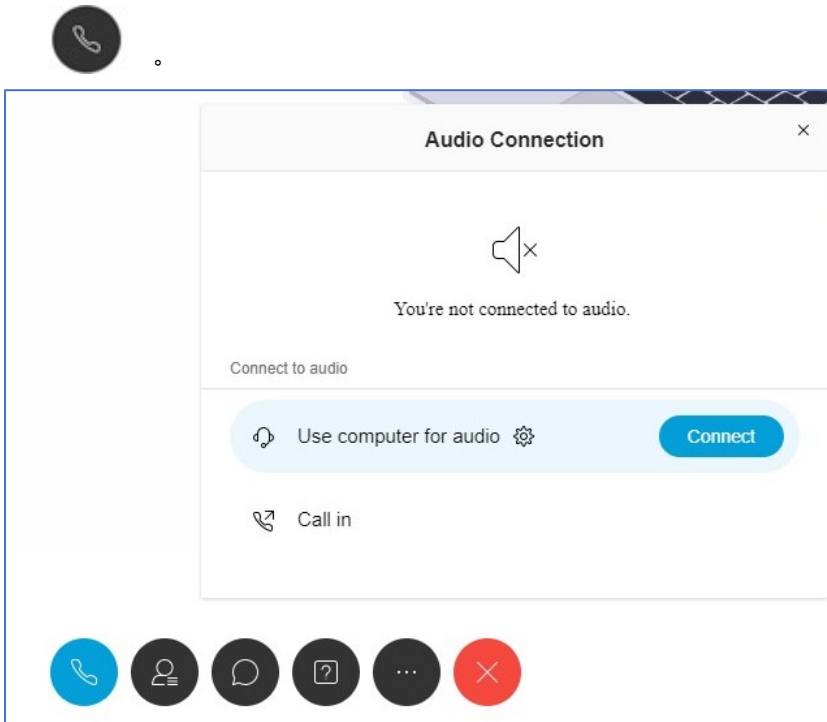 。
Audio Connection
You're not connected to audio.
Connect to audio
Use computer for audio Connect
Call in